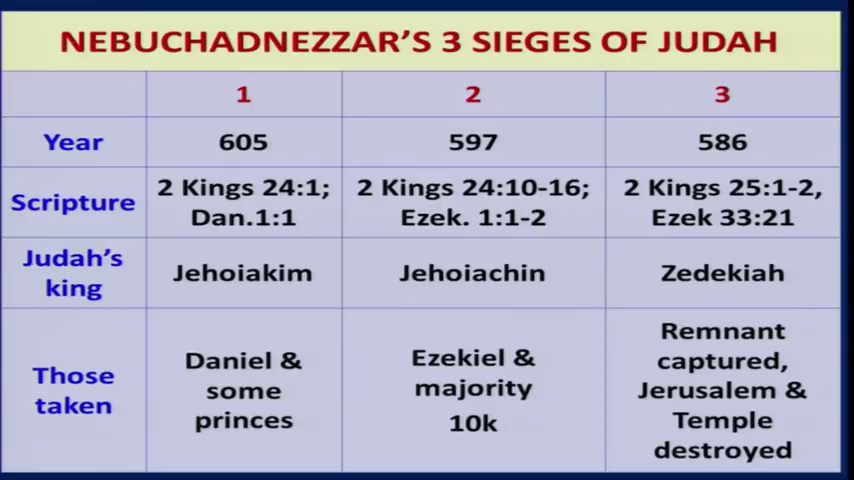 NEBUCHADNEZZAR'S 3 SIEGES OF JUDAH
1 2 3
Year 605 597 586
Scripture 2 Kings 24:1; 2 Kings 24:10-16; 2 Kings 25:1-2,
Dan.1:1 Ezek. 1:1-2 Ezek 33:21
Judah's
king Jehoiakim Jehoiachin Zedekiah
Those
taken
Daniel &
some
princes
Ezekiel &
majority
10k
Remnant
captured,
Jerusalem &
Temple
destroyed